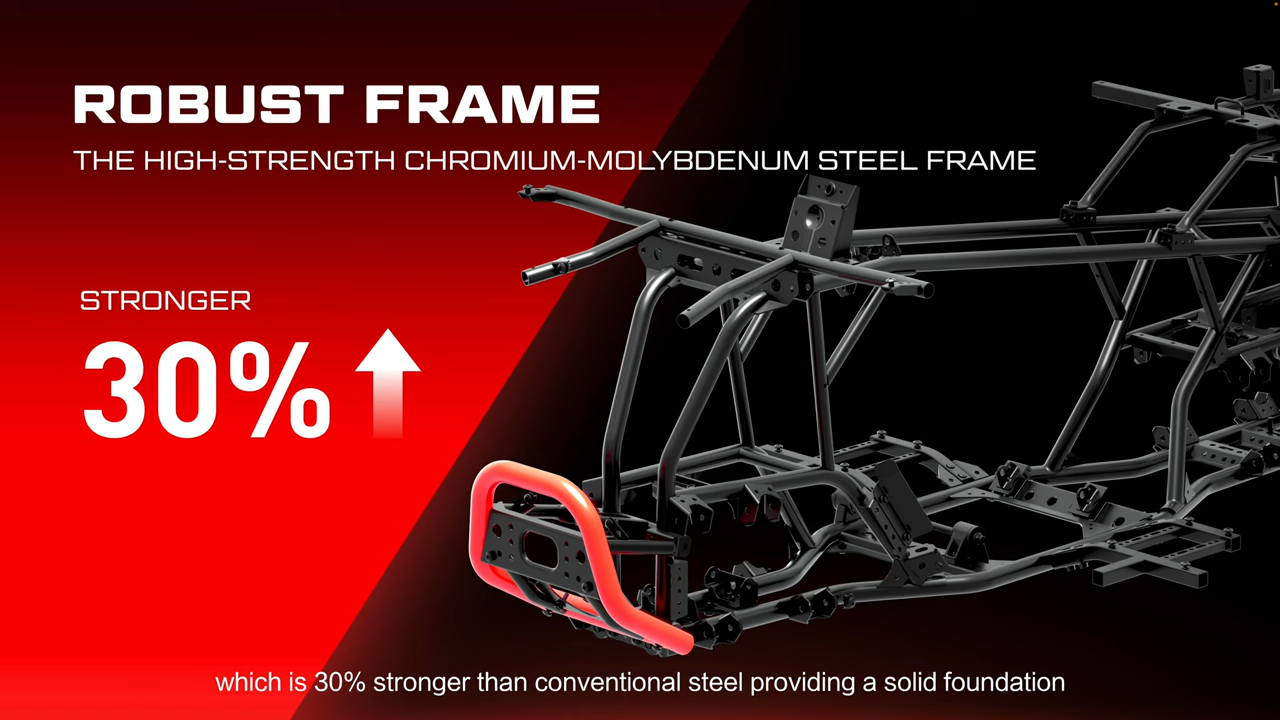 ROBUST FRAME
THE HIGH-STRENGTH CHROMIUM-MOLYBDENUM STEEL FRAME
STRONGER
30%
which is 30% stronger than conventional steel providing a solid foundation